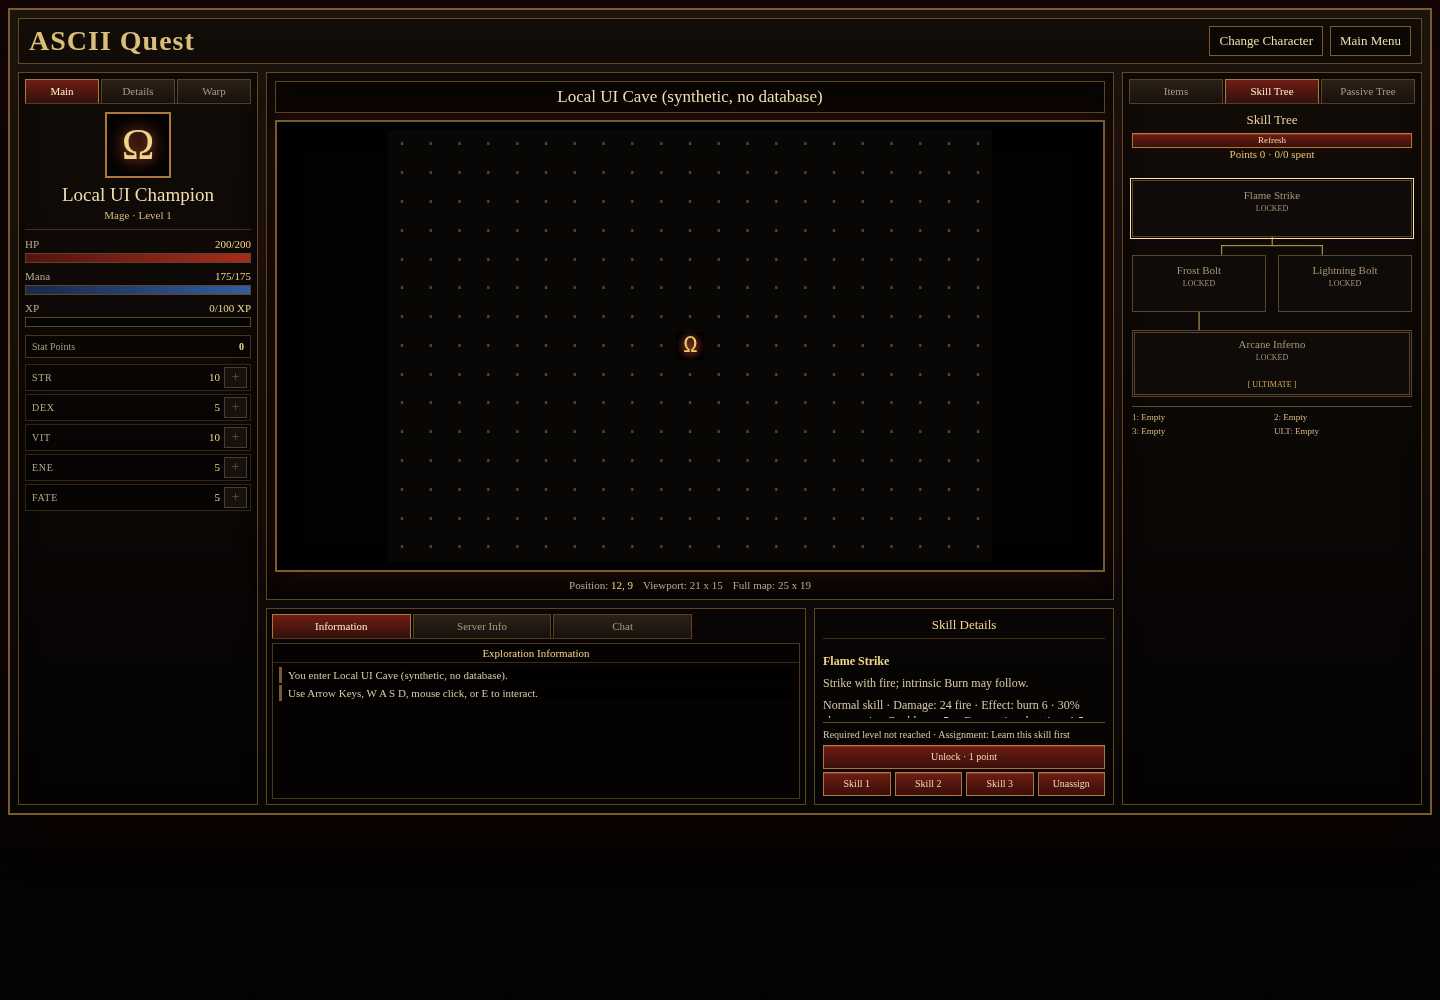 ASCII Quest
Change Character
Main Menu
Main
Details
Warp
Ω
Local UI Champion
Mage · Level 1
HP 200/200
Mana 175/175
XP 0/100 XP
Stat Points 0
STR 10 +
DEX 5 +
VIT 10 +
ENE 5 +
FATE 5 +
Local UI Cave (synthetic, no database)
Ω
Position: 12, 9 Viewport: 21 x 15 Full map: 25 x 19
Information
Server Info
Chat
Exploration Information
You enter Local UI Cave (synthetic, no database).
Use Arrow Keys, W A S D, mouse click, or E to interact.
Skill Details
Flame Strike
Strike with fire; intrinsic Burn may follow.
Normal skill · Damage: 24 fire · Effect: burn 6 · 30%
Required level not reached · Assignment: Learn this skill first
Unlock · 1 point
Skill 1
Skill 2
Skill 3
Unassign
Items
Skill Tree
Passive Tree
Skill Tree
Refresh
Points 0 · 0/0 spent
Flame Strike
LOCKED
Frost Bolt
LOCKED
Lightning Bolt
LOCKED
Arcane Inferno
LOCKED
[ ULTIMATE ]
1: Empty 2: Empty
3: Empty ULT: Empty